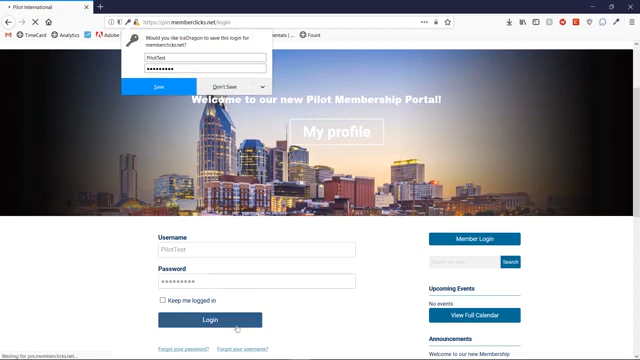 Pilot International
https://pin.memberclicks.net/login
TimeCard
Analytics
Adobe
Gmail
entals –)
Fount
Would you like IceDragon to save this login for
memberclicks.net?
PilotTest
•••••••••
Save
Don't Save
Welcome to our new Pilot Membership Portal!
My profile
Username
PilotTest
Password
•••••••••
Keep me logged in
Login
Forgot your password?
Forgot your username?
Member Login
Search
Upcoming Events
No events
View Full Calendar
Announcements
Welcome to our new Membership
Waiting for pin.memberclicks.net...